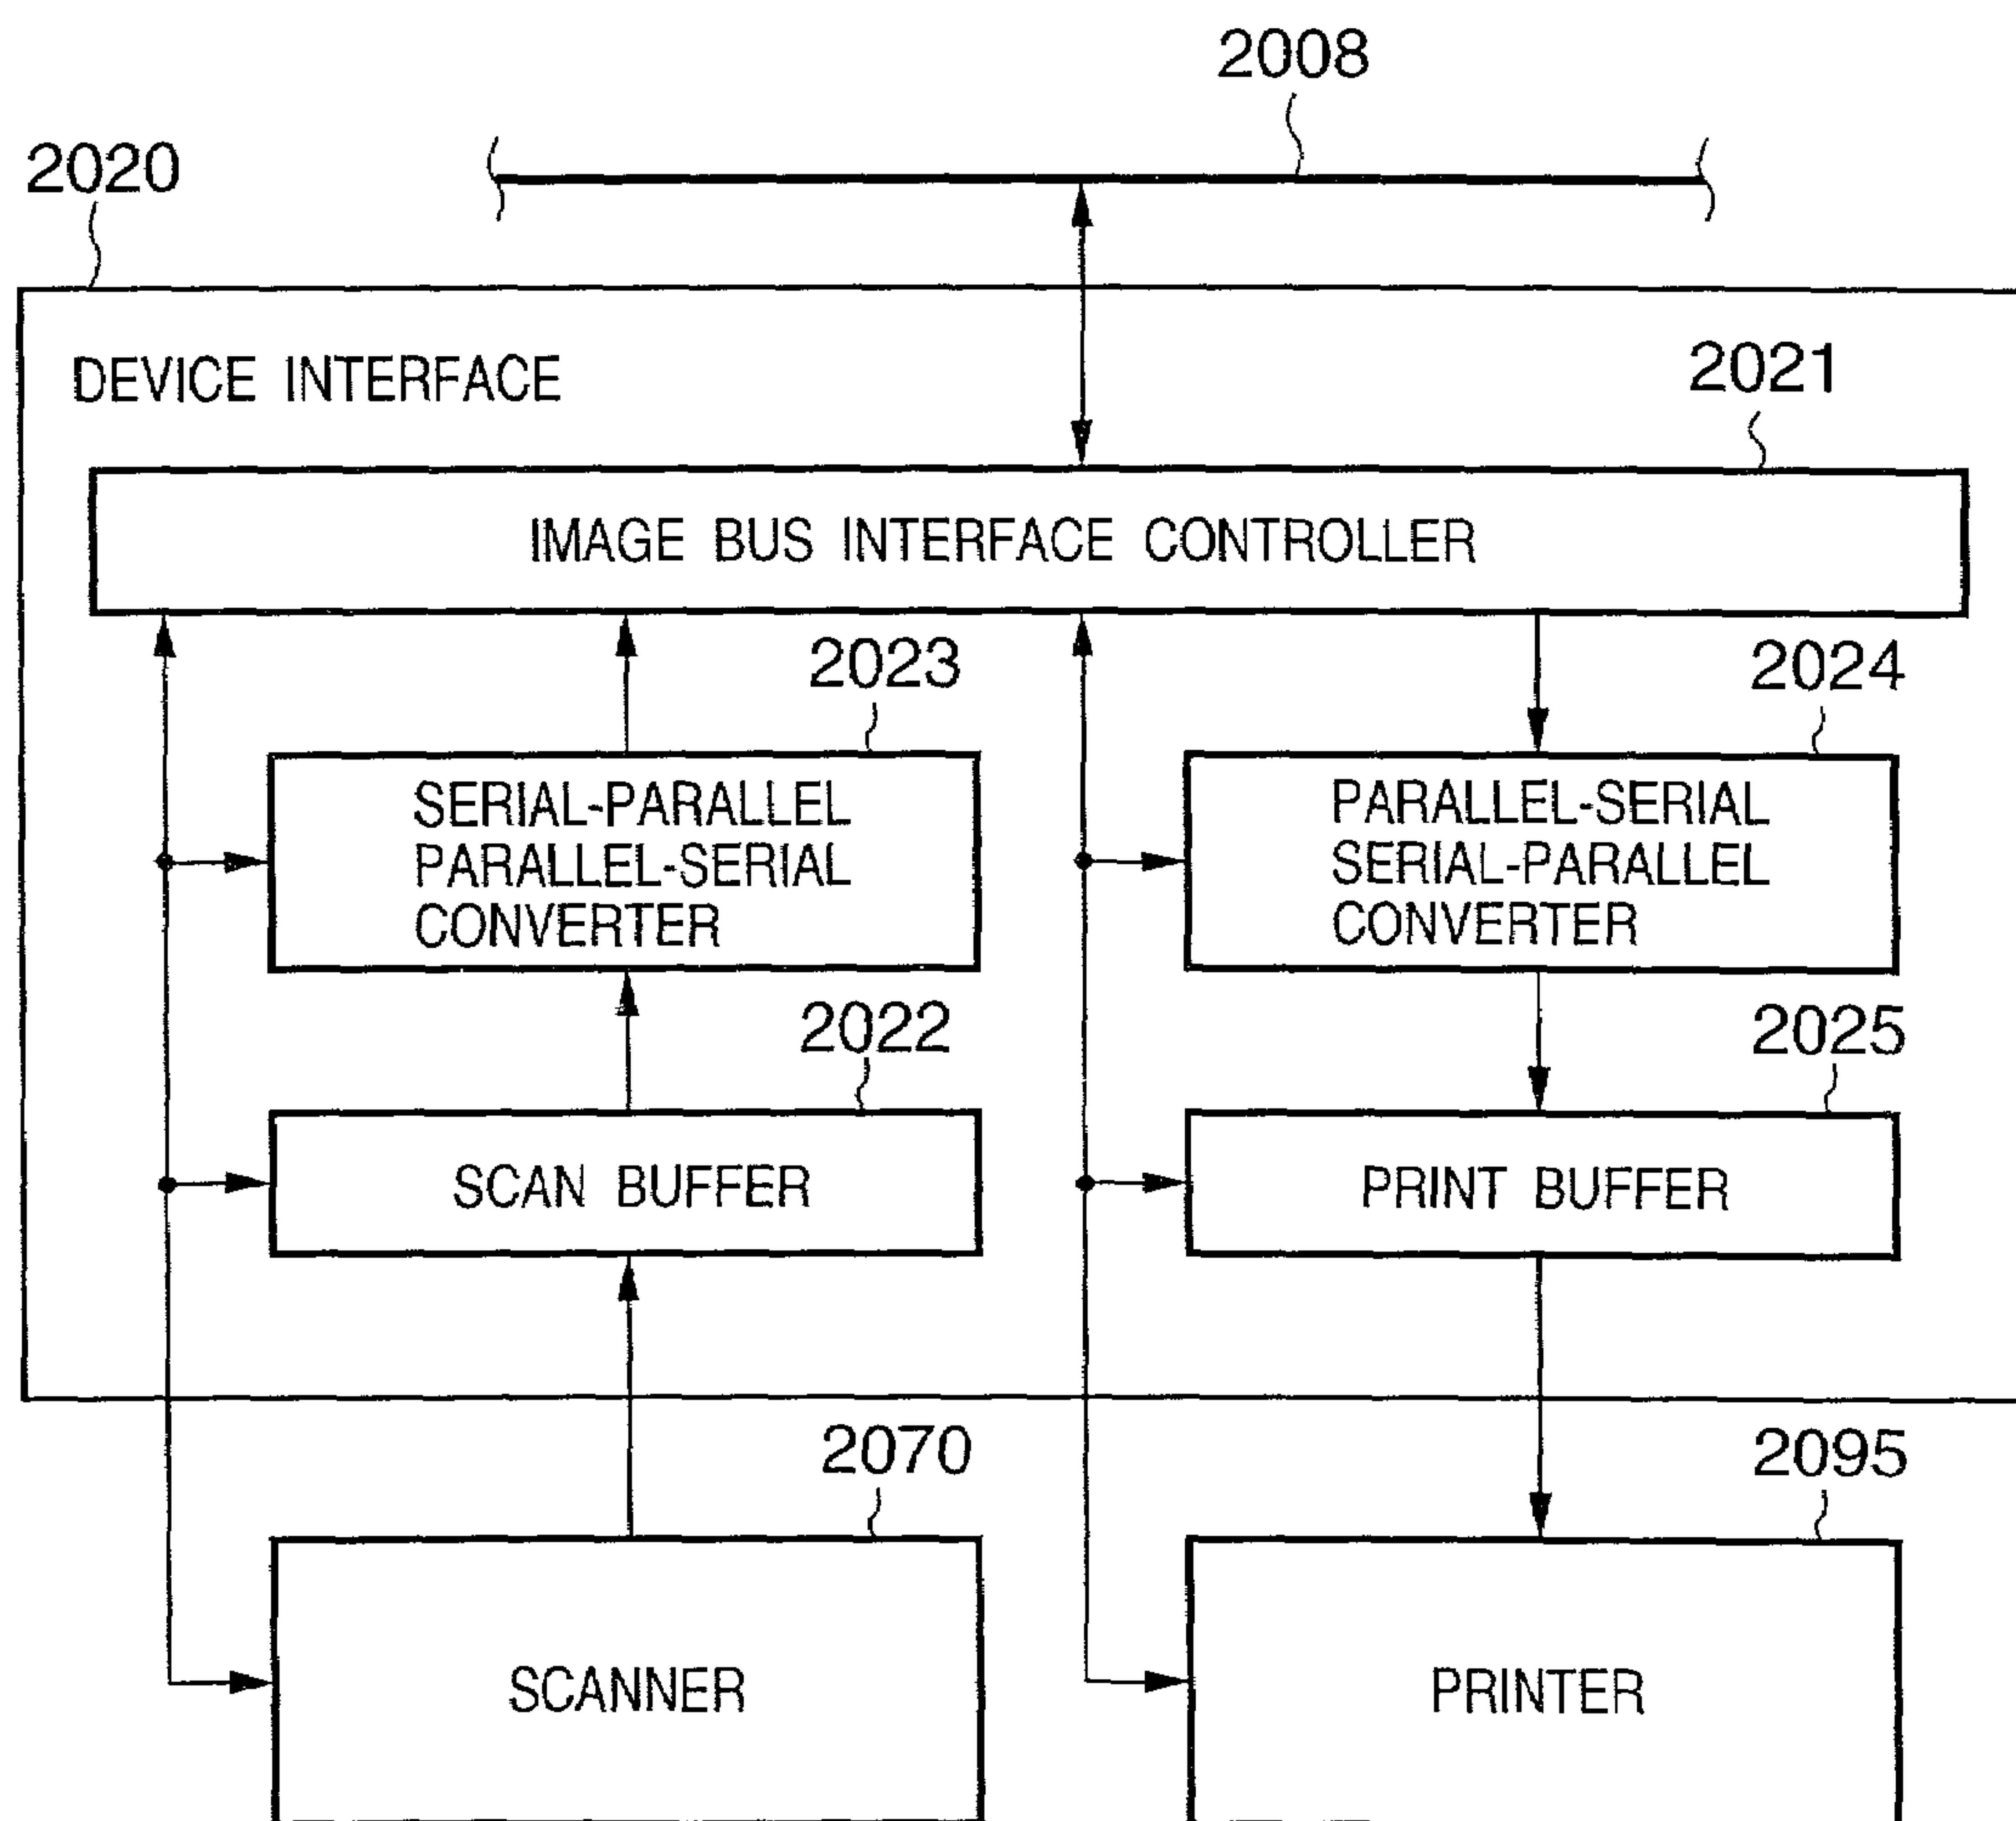 2008
2020
DEVICE INTERFACE
2021
IMAGE BUS INTERFACE CONTROLLER
2023
2024
SERIAL-PARALLEL
PARALLEL-SERIAL
CONVERTER
PARALLEL-SERIAL
SERIAL-PARALLEL
CONVERTER
2022
2025
SCAN BUFFER
PRINT BUFFER
2070
2095
SCANNER
PRINTER